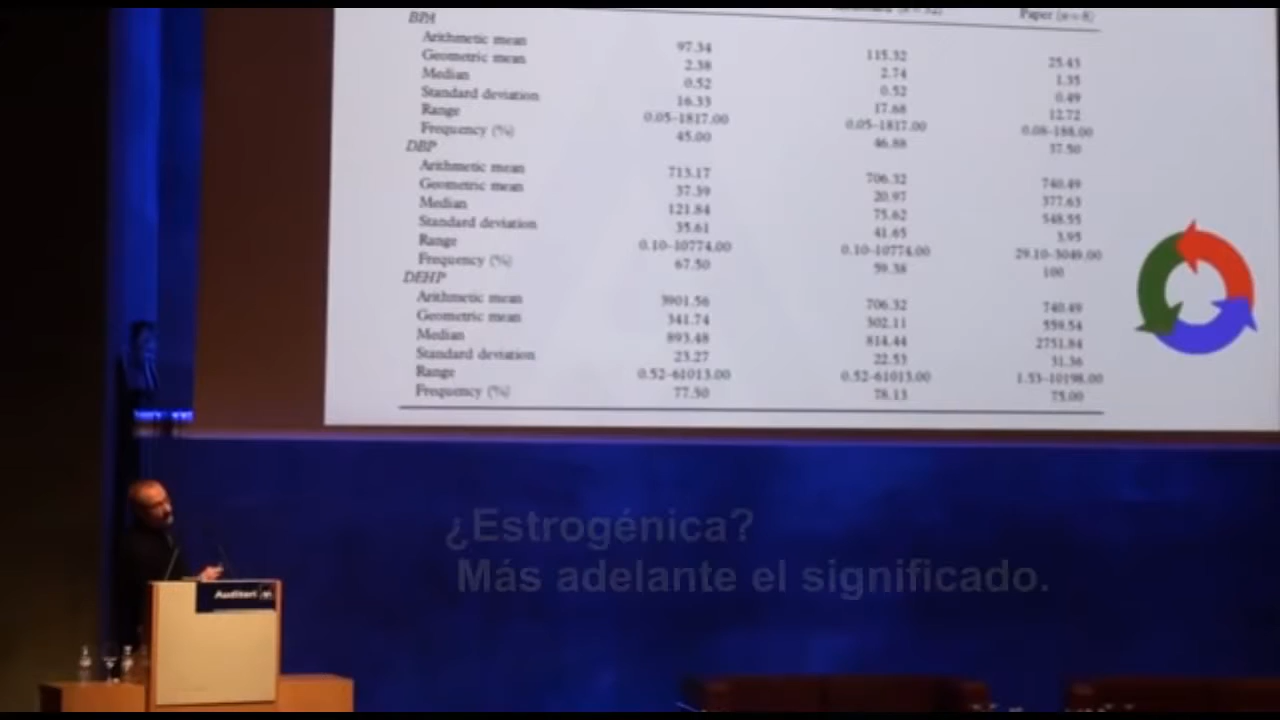 Paper (n=8)
BPA
Arithmetic mean 97.34 115.32 25.43
Geometric mean 2.38 2.74 1.35
Median 0.52 0.52 0.49
Standard deviation 16.33 17.68 12.72
Range 0.05–1817.00 0.05–1817.00 0.08–188.00
Frequency (%) 45.00 46.88 37.50
DBP
Arithmetic mean 713.17 706.32 740.49
Geometric mean 37.39 20.97 377.63
Median 121.84 75.62 548.55
Standard deviation 35.61 41.65 3.95
Range 0.10–10774.00 0.10–10774.00 29.10–3049.00
Frequency (%) 67.50 59.38 100
DEHP
Arithmetic mean 3901.56 706.32 740.49
Geometric mean 341.74 302.11 559.54
Median 893.48 814.44 2751.84
Standard deviation 23.27 22.53 31.36
Range 0.52–61013.00 0.52–61013.00 1.53–10198.00
Frequency (%) 77.50 78.13 75.00
¿Estrogénica?
Más adelante el significado.
Auditori